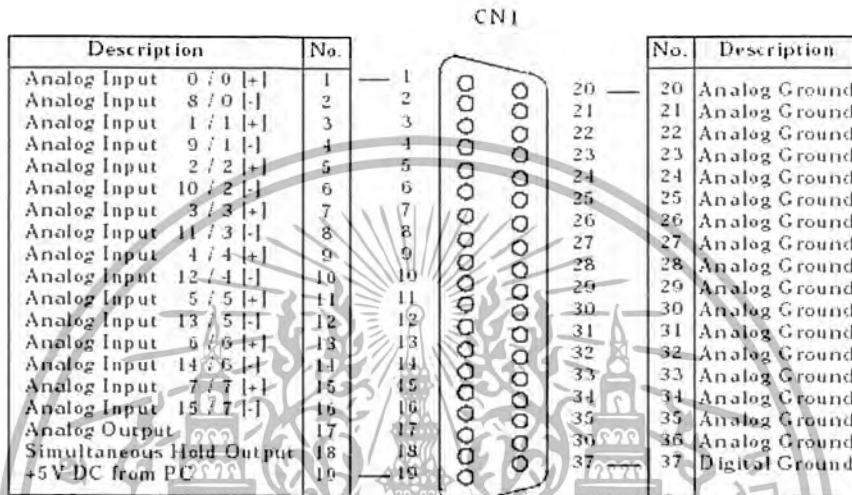 CN1
Description No. No. Description
Analog Input 0 / 0 [+] 1 1 20 20 Analog Ground
Analog Input 8 / 0 [-] 2 2 21 21 Analog Ground
Analog Input 1 / 1 [+] 3 3 22 22 Analog Ground
Analog Input 9 / 1 [-] 4 4 23 23 Analog Ground
Analog Input 2 / 2 [+] 5 5 24 24 Analog Ground
Analog Input 10 / 2 [-] 6 6 25 25 Analog Ground
Analog Input 3 / 3 [+] 7 7 26 26 Analog Ground
Analog Input 11 / 3 [-] 8 8 27 27 Analog Ground
Analog Input 4 / 4 [+] 9 9 28 28 Analog Ground
Analog Input 12 / 4 [-] 10 10 29 29 Analog Ground
Analog Input 5 / 5 [+] 11 11 30 30 Analog Ground
Analog Input 13 / 5 [-] 12 12 31 31 Analog Ground
Analog Input 6 / 6 [+] 13 13 32 32 Analog Ground
Analog Input 14 / 6 [-] 14 14 33 33 Analog Ground
Analog Input 7 / 7 [+] 15 15 34 34 Analog Ground
Analog Input 15 / 7 [-] 16 16 35 35 Analog Ground
Analog Output 17 17 36 36 Analog Ground
Simultaneous Hold Output 18 18 37 37 Digital Ground
+5V DC from PC 19 19